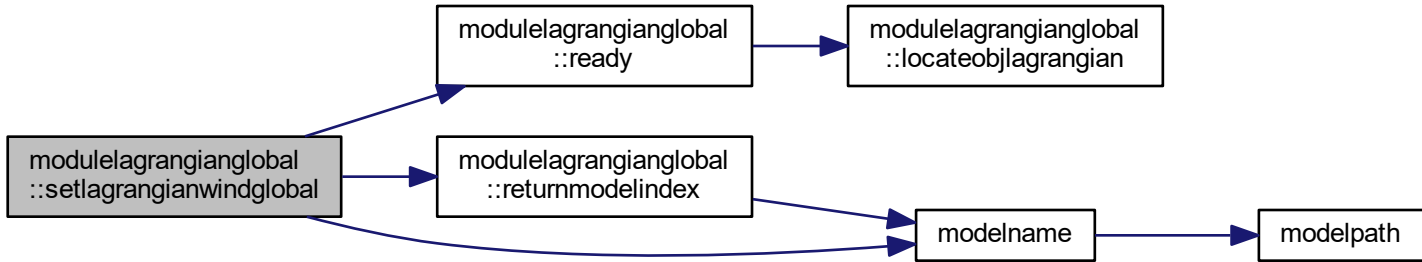 modulelagrangianglobal
::setlagrangianwindglobal
modulelagrangianglobal
::ready
modulelagrangianglobal
::locateobjlagrangian
modulelagrangianglobal
::returnmodelindex
modelname
modelpath